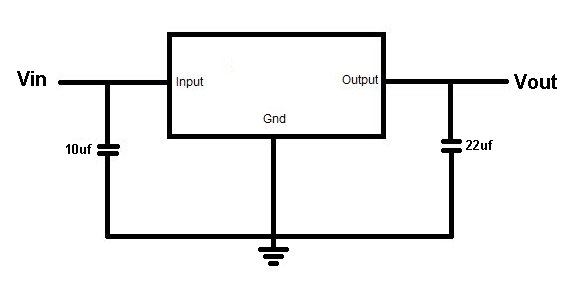 Vin
Input
Output
Vout
Gnd
10uf
22uf